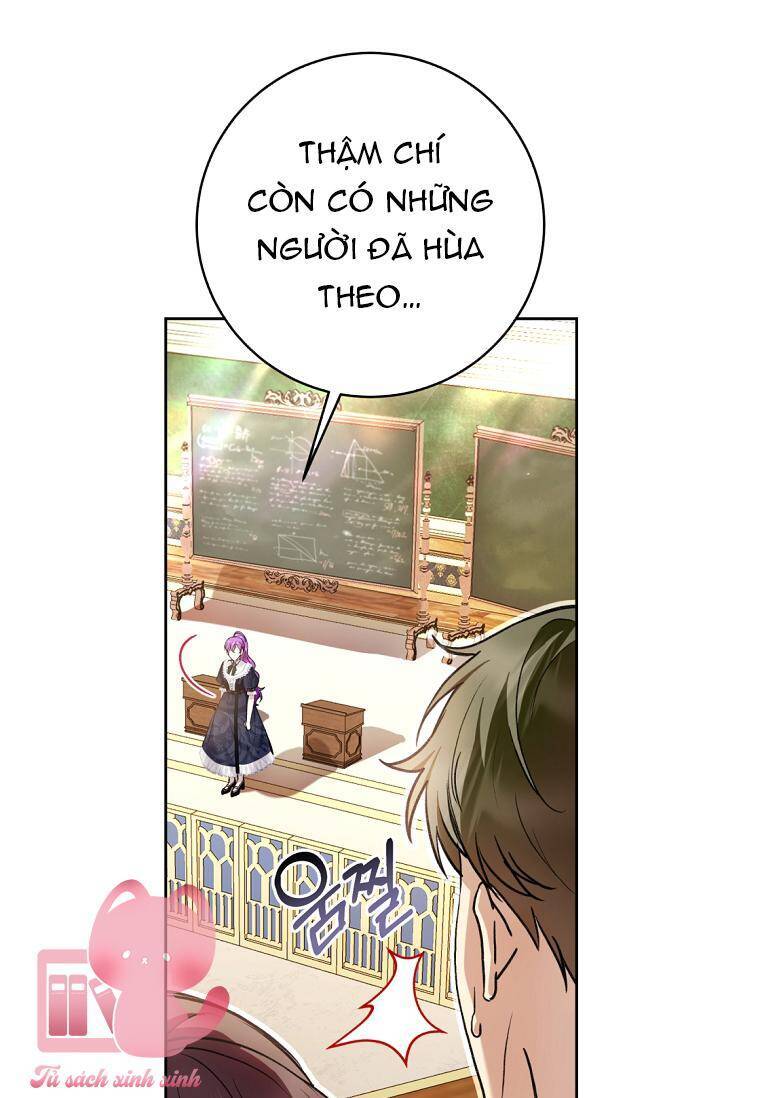 THẬM CHÍ
CÒN CÓ NHỮNG
NGƯỜI ĐÃ HÙA
THEO...
움찔
Tủ sách xinh xinh